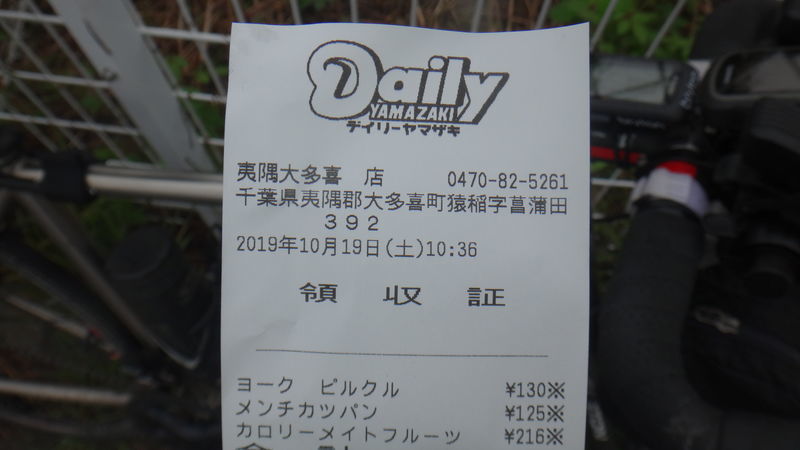 Daily
YAMAZAKI
デイリーヤマザキ
夷隅大多喜 店 0470-82-5261
千葉県夷隅郡大多喜町猿稲字菖蒲田
392
2019年10月19日(土)10:36
領 収 証
ヨーク ピルクル ¥130※
メンチカツパン ¥125※
カロリーメイトフルーツ ¥216※